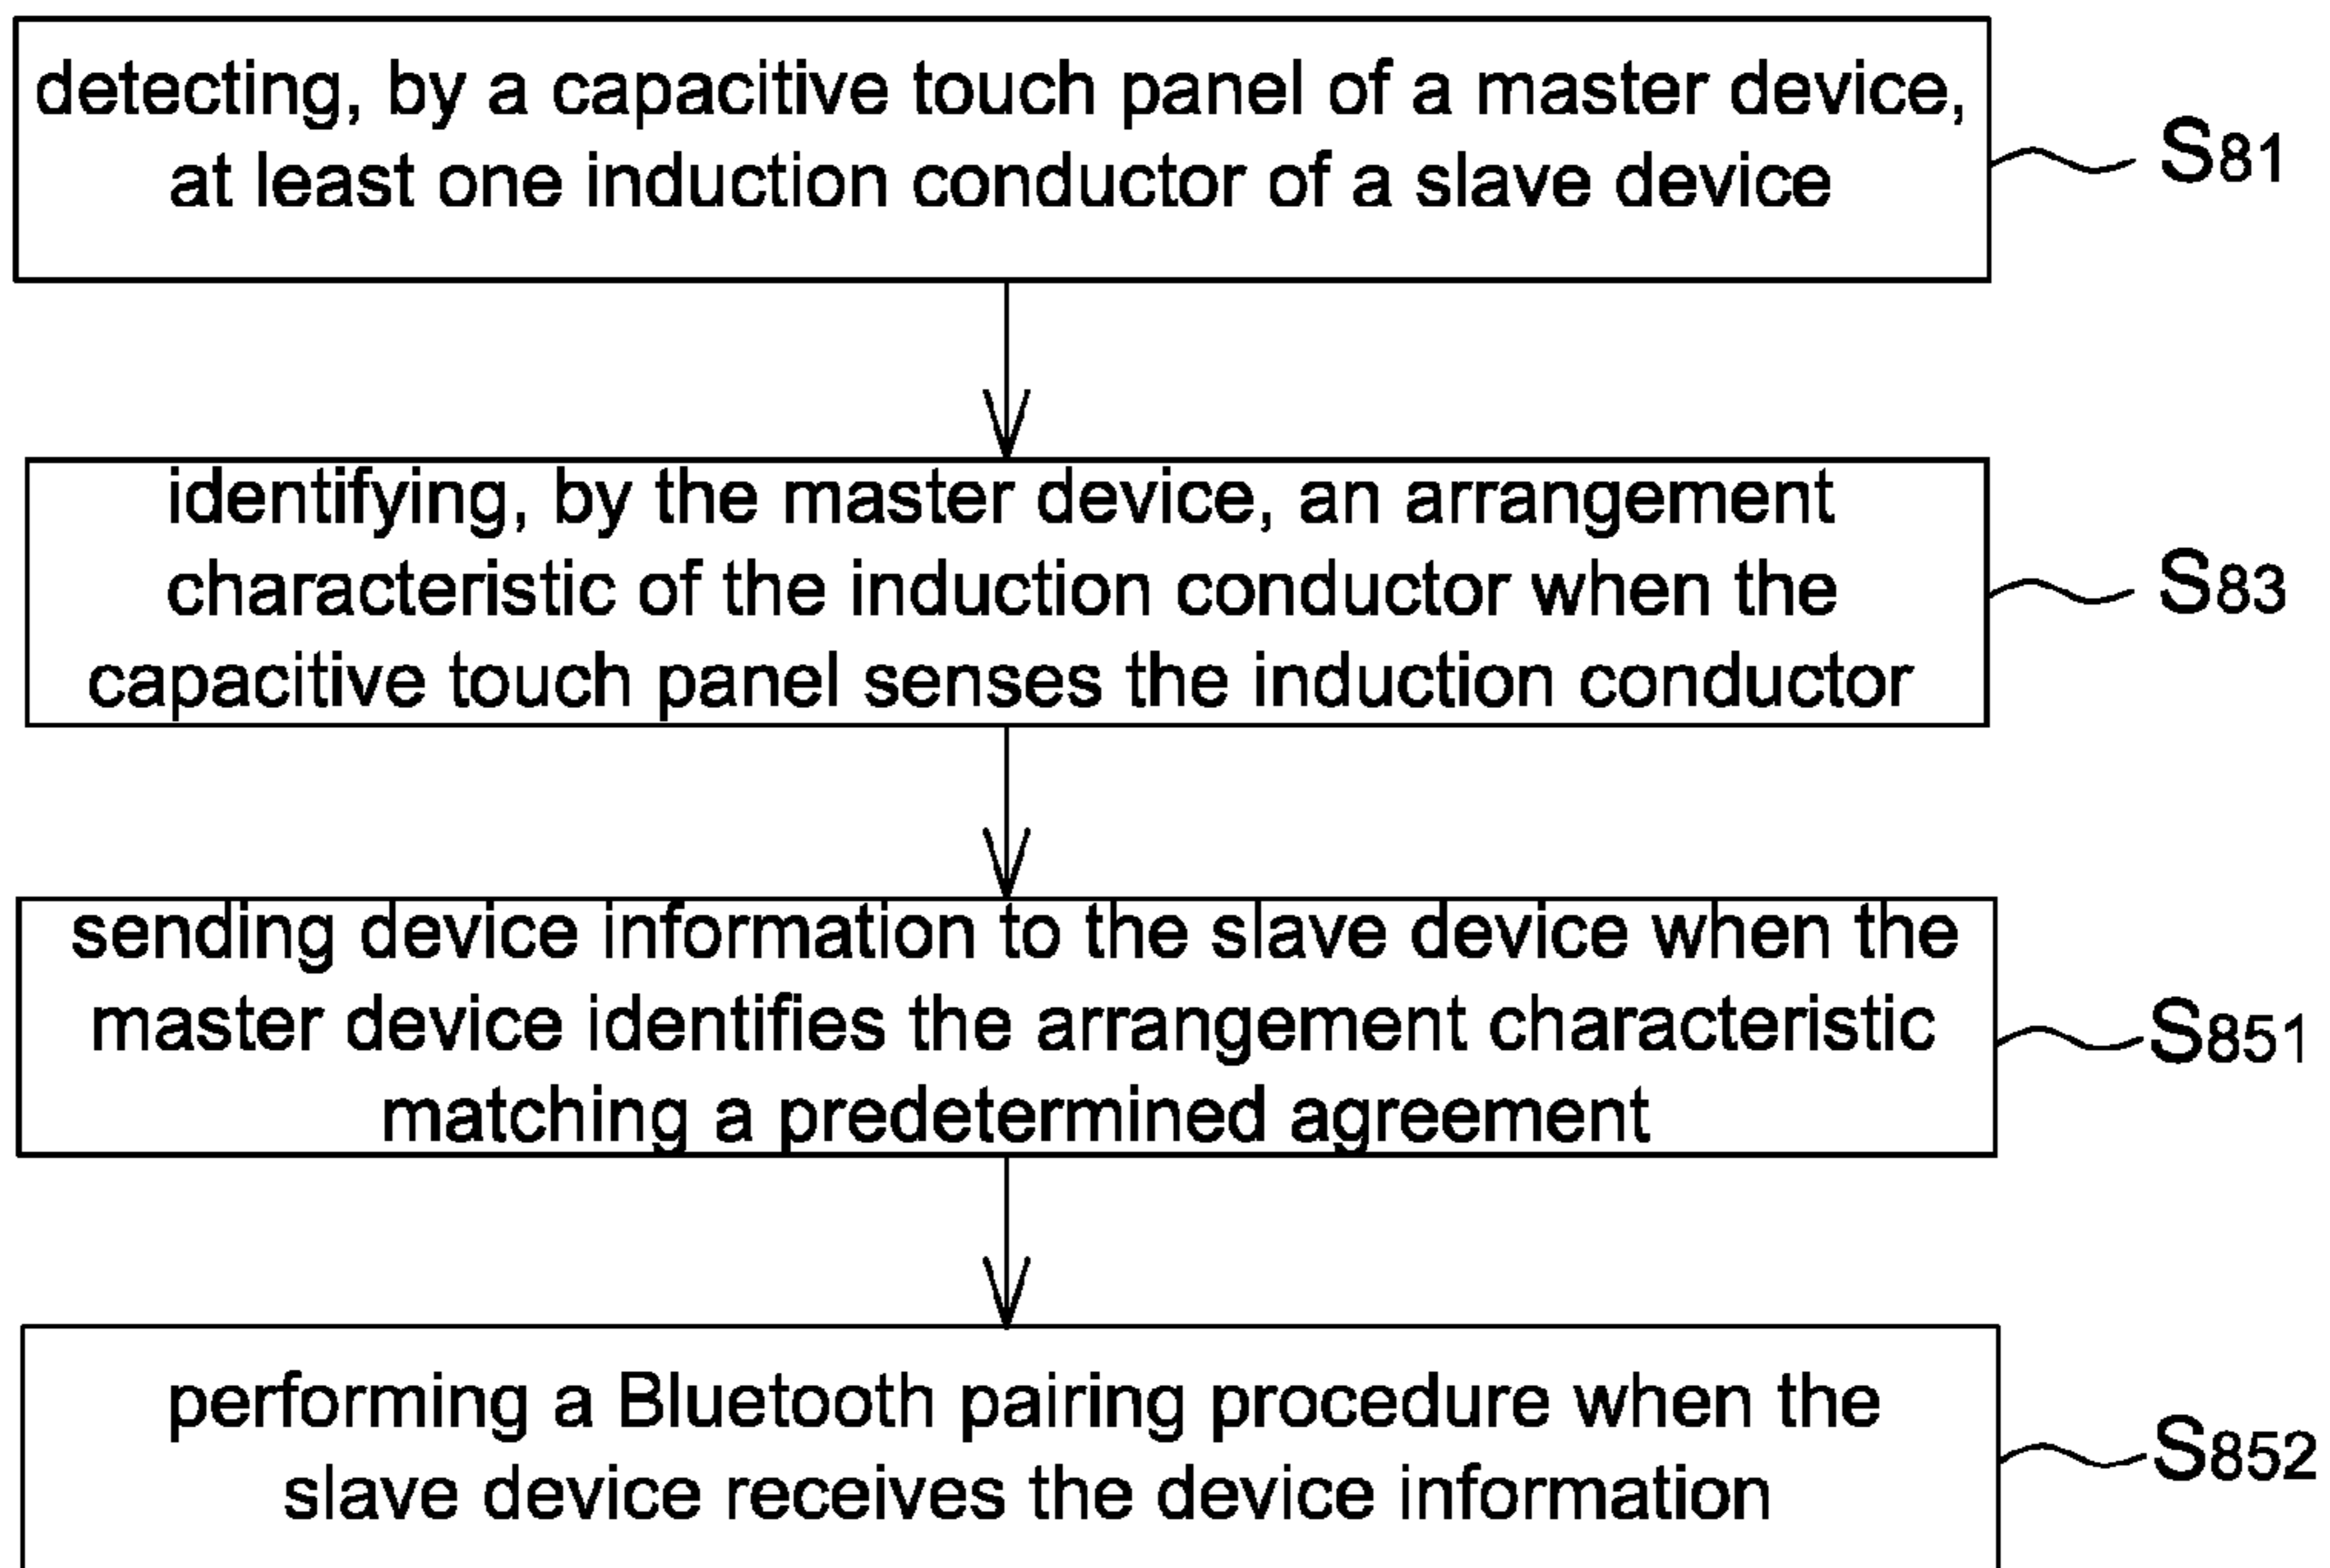 detecting, by a capacitive touch panel of a master device,
at least one induction conductor of a slave device
S81
identifying, by the master device, an arrangement
characteristic of the induction conductor when the
capacitive touch panel senses the induction conductor
S83
sending device information to the slave device when the
master device identifies the arrangement characteristic
matching a predetermined agreement
S851
performing a Bluetooth pairing procedure when the
slave device receives the device information
S852